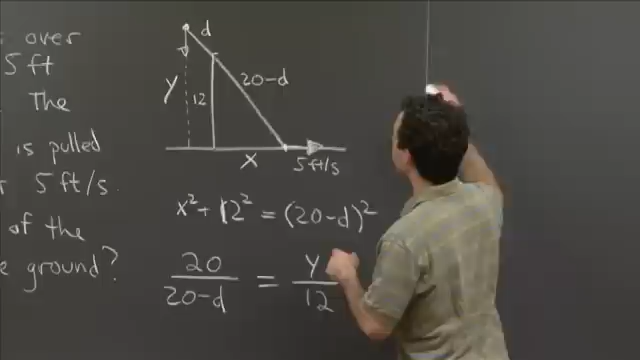 over
5 ft
The
is pulled
5 ft/s.
of the
ground?
d
y
12
20-d
x
5 ft/s
x² + 12² = (20-d)²
20/(20-d) = y/12